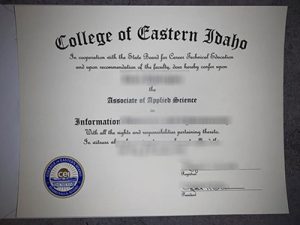 College of Eastern Idaho
In cooperation with the State Board for Career Technical Education
and upon recommendation of the faculty, does hereby confer upon
the
Associate of Applied Science
in
Information
With all the rights and responsibilities pertaining thereto.
In witness
cei